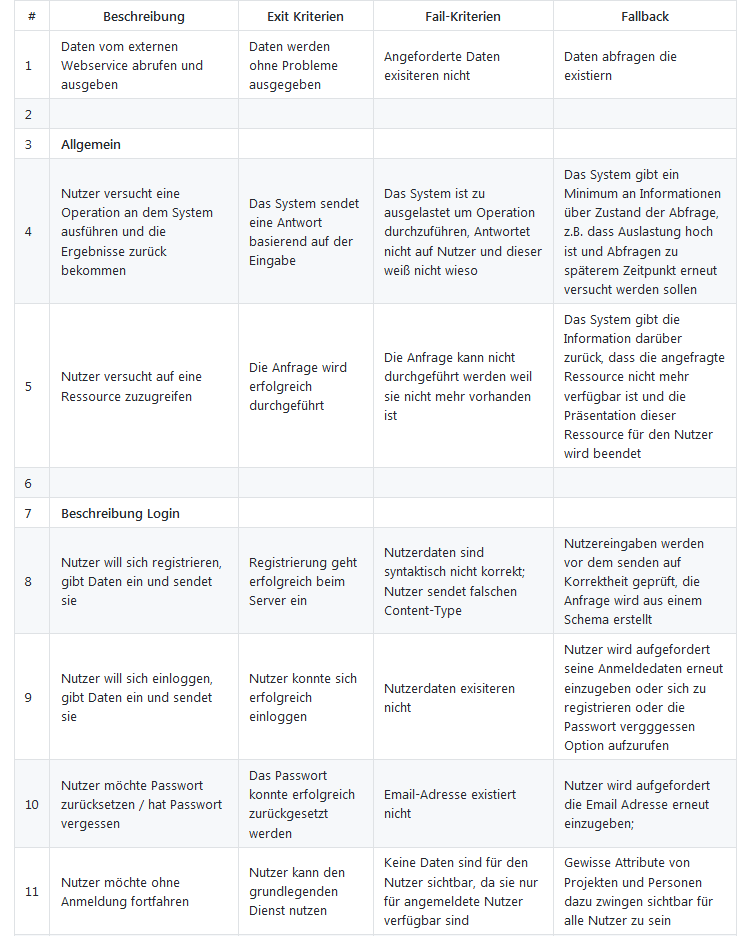 # Beschreibung Exit Kriterien Fail-Kriterien Fallback
1
Daten vom externen
Webservice abrufen und
ausgeben
Daten werden
ohne Probleme
ausgegeben
Angeforderte Daten
exisiteren nicht
Daten abfragen die
existiern
2
3 Allgemein
4
Nutzer versucht eine
Operation an dem System
ausführen und die
Ergebnisse zurück
bekommen
Das System sendet
eine Antwort
basierend auf der
Eingabe
Das System ist zu
ausgelastet um Operation
durchzuführen, Antwortet
nicht auf Nutzer und dieser
weiß nicht wieso
Das System gibt ein
Minimum an Informationen
über Zustand der Abfrage,
z.B. dass Auslastung hoch
ist und Abfragen zu
späterem Zeitpunkt erneut
versucht werden sollen
5
Nutzer versucht auf eine
Ressource zuzugreifen
Die Anfrage wird
erfolgreich
durchgeführt
Die Anfrage kann nicht
durchgeführt werden weil
sie nicht mehr vorhanden
ist
Das System gibt die
Information darüber
zurück, dass die angefragte
Ressource nicht mehr
verfügbar ist und die
Präsentation dieser
Ressource für den Nutzer
wird beendet
6
7 Beschreibung Login
8
Nutzer will sich registrieren,
gibt Daten ein und sendet
sie
Registrierung geht
erfolgreich beim
Server ein
Nutzerdaten sind
syntaktisch nicht korrekt;
Nutzer sendet falschen
Content-Type
Nutzereingaben werden
vor dem senden auf
Korrektheit geprüft, die
Anfrage wird aus einem
Schema erstellt
9
Nutzer will sich einloggen,
gibt Daten ein und sendet
sie
Nutzer konnte sich
erfolgreich
einloggen
Nutzerdaten exisiteren
nicht
Nutzer wird aufgefordert
seine Anmeldedaten erneut
einzugeben oder sich zu
registrieren oder die
Passwort vergggessen
Option aufzurufen
10
Nutzer möchte Passwort
zurücksetzen / hat Passwort
vergessen
Das Passwort
konnte erfolgreich
zurückgesetzt
werden
Email-Adresse existiert
nicht
Nutzer wird aufgefordert
die Email Adresse erneut
einzugeben;
11
Nutzer möchte ohne
Anmeldung fortfahren
Nutzer kann den
grundlegenden
Dienst nutzen
Keine Daten sind für den
Nutzer sichtbar, da sie nur
für angemeldete Nutzer
verfügbar sind
Gewisse Attribute von
Projekten und Personen
dazu zwingen sichtbar für
alle Nutzer zu sein